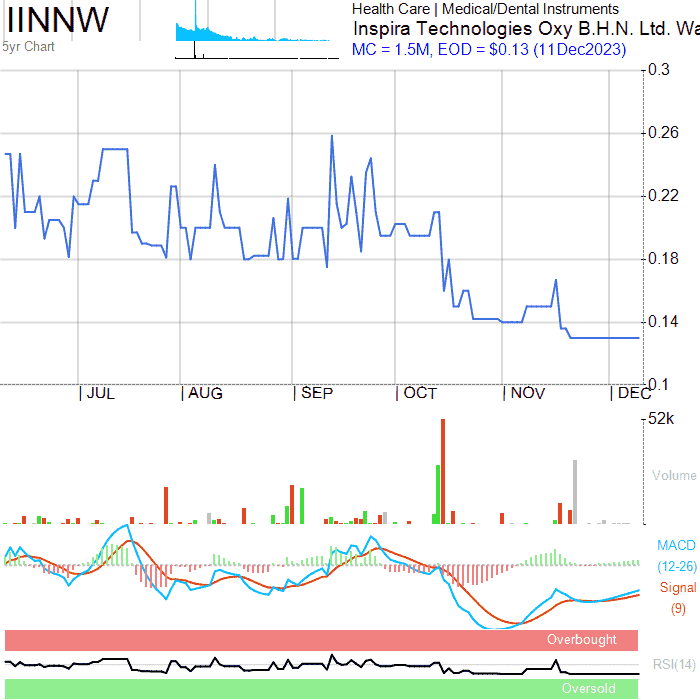 IINNW
5yr Chart
Health Care | Medical/Dental Instruments
Inspira Technologies Oxy B.H.N. Ltd. Wa
MC = 1.5M, EOD = $0.13 (11Dec2023)
0.3
0.26
0.22
0.18
0.14
0.1
JUL
AUG
SEP
OCT
NOV
DEC
52k
Volume
MACD
(12-26)
Signal
(9)
Overbought
RSI(14)
Oversold